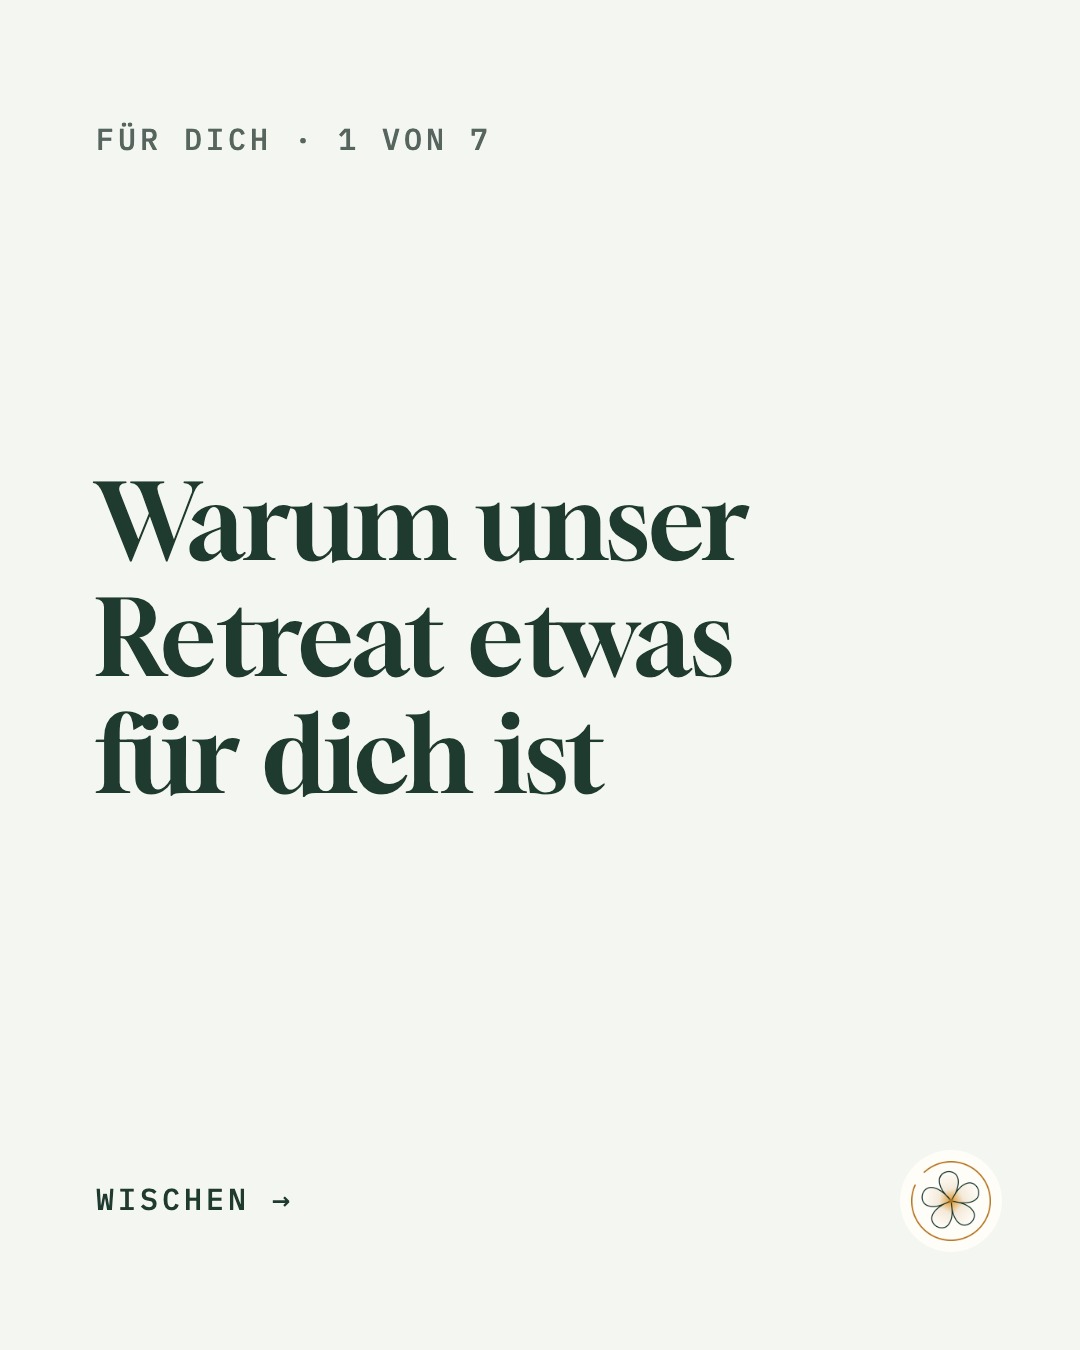 FÜR DICH · 1 VON 7
Warum unser
Retreat etwas
für dich ist
WISCHEN →